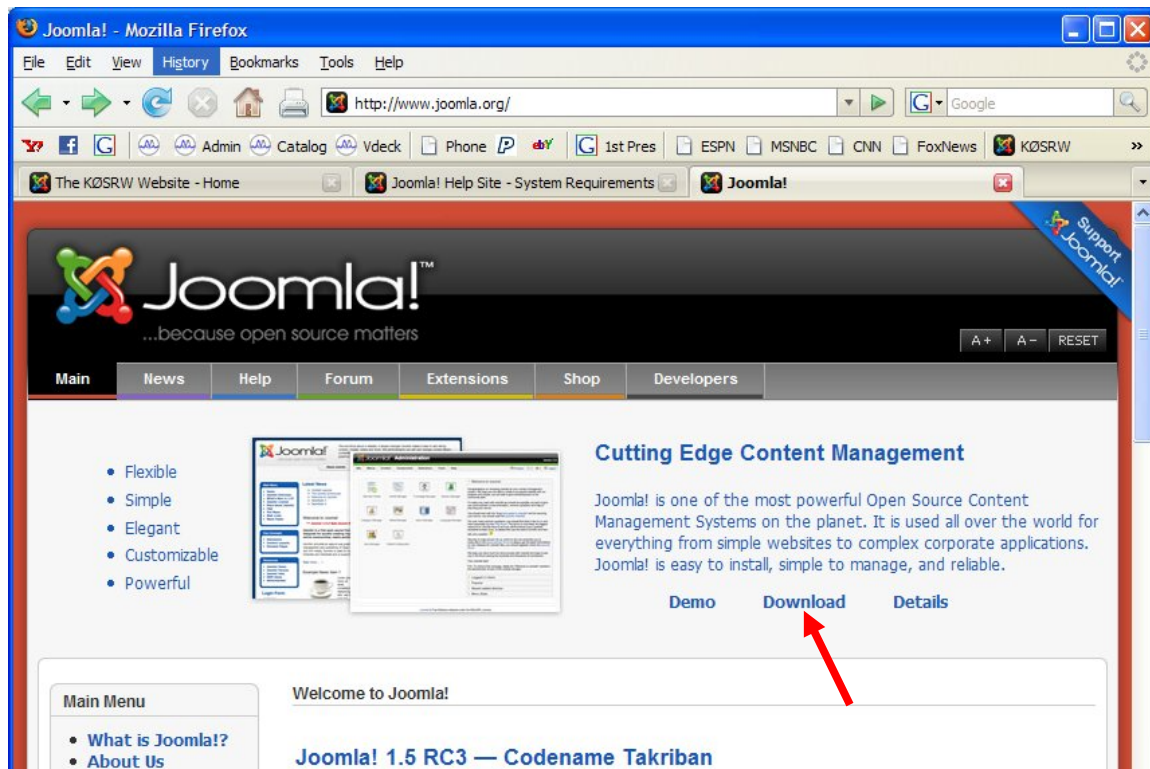 Joomla! - Mozilla Firefox
File Edit View History Bookmarks Tools Help
http://www.joomla.org/ G Google
Y! f G Admin Catalog Vdeck Phone P ebY G 1st Pres ESPN MSNBC CNN FoxNews KØSRW »
The KØSRW Website - Home Joomla! Help Site - System Requirements Joomla!
Support
Joomla!
Joomla!™
...because open source matters
A+ A- RESET
Main News Help Forum Extensions Shop Developers
Flexible
Simple
Elegant
Customizable
Powerful
Joomla!
Joomla! Administration
Cutting Edge Content Management
Joomla! is one of the most powerful Open Source Content
Management Systems on the planet. It is used all over the world for
everything from simple websites to complex corporate applications.
Joomla! is easy to install, simple to manage, and reliable.
Demo Download Details
Main Menu
What is Joomla!?
About Us
Welcome to Joomla!
Joomla! 1.5 RC3 — Codename Takriban